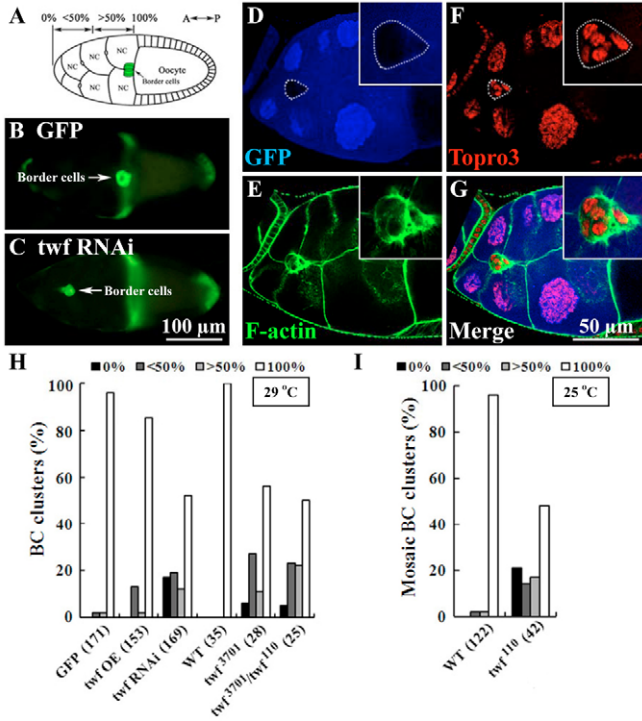 A 0% <50% >50% 100% A P
NC NC NC NC NC Oocyte
Border cells
B GFP
Border cells
C twf RNAi
Border cells
100 µm
D GFP
F Topro3
E F-actin
G Merge
50 µm
H 0% <50% >50% 100%
29 °C
BC clusters (%)
100
80
60
40
20
0
GFP (171)
twf OE (153)
twf RNAi (169)
WT (35)
twf3701 (28)
twf3701/twf110 (25)
I 0% <50% >50% 100%
25 °C
Mosaic BC clusters (%)
100
80
60
40
20
0
WT (122)
twf110 (42)